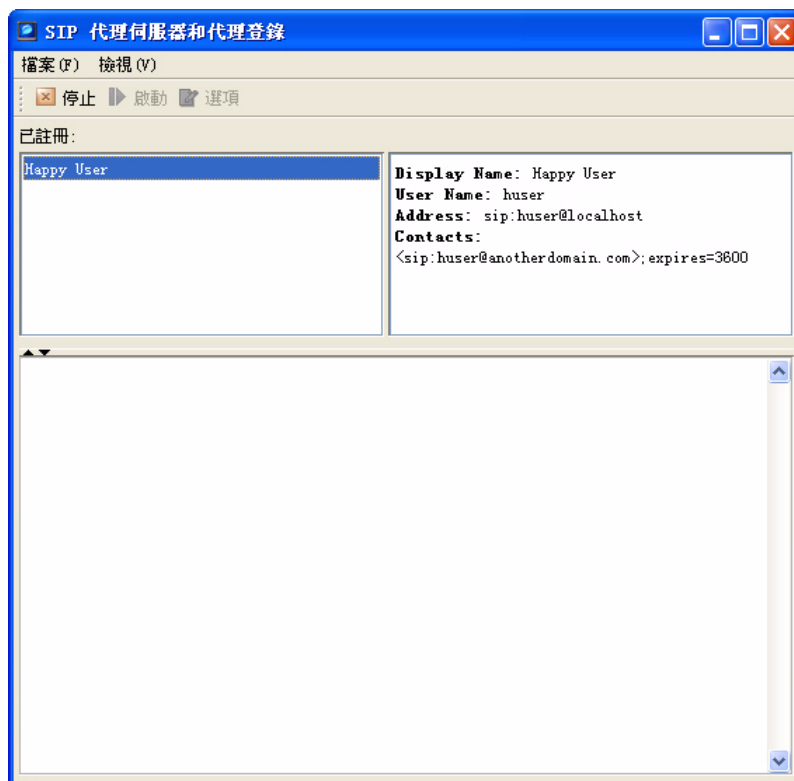 SIP 代理伺服器和代理登錄
檔案(F) 檢視(V)
停止 啟動 選項
已註冊:
Happy User
Display Name: Happy User
User Name: huser
Address: sip:huser@localhost
Contacts:
<sip:huser@anotherdomain.com>;expires=3600